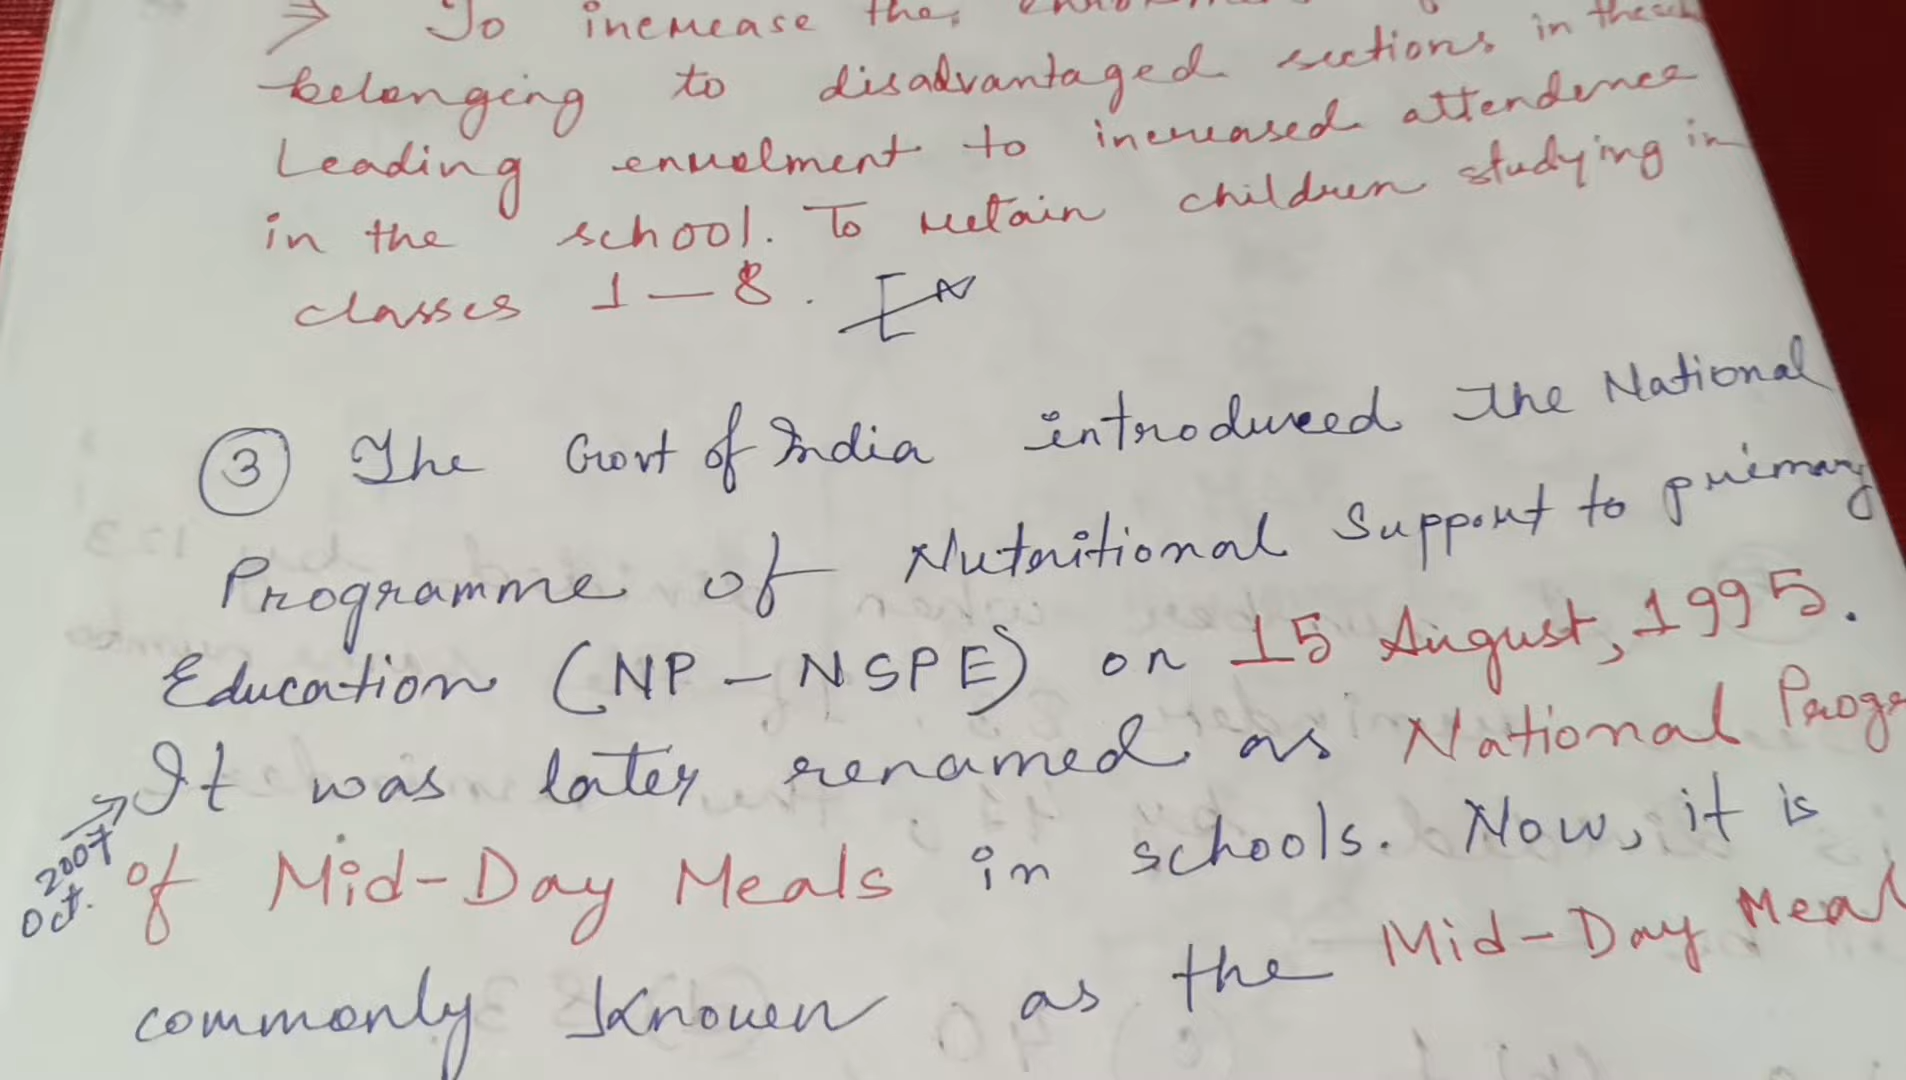 ⇒ To increase the
belonging to disadvantaged sections in the
Leading enrolment to increased attendence
in the school. To retain children studying in
classes 1 – 8.
③ The Govt of India introduced the National
Programme of Nutritional Support to primary
Education (NP – NSPE) on 15 August, 1995.
→ It was later renamed as National Progr
2007 Oct.
of Mid-Day Meals in schools. Now, it is
commonly known as the Mid-Day Meal